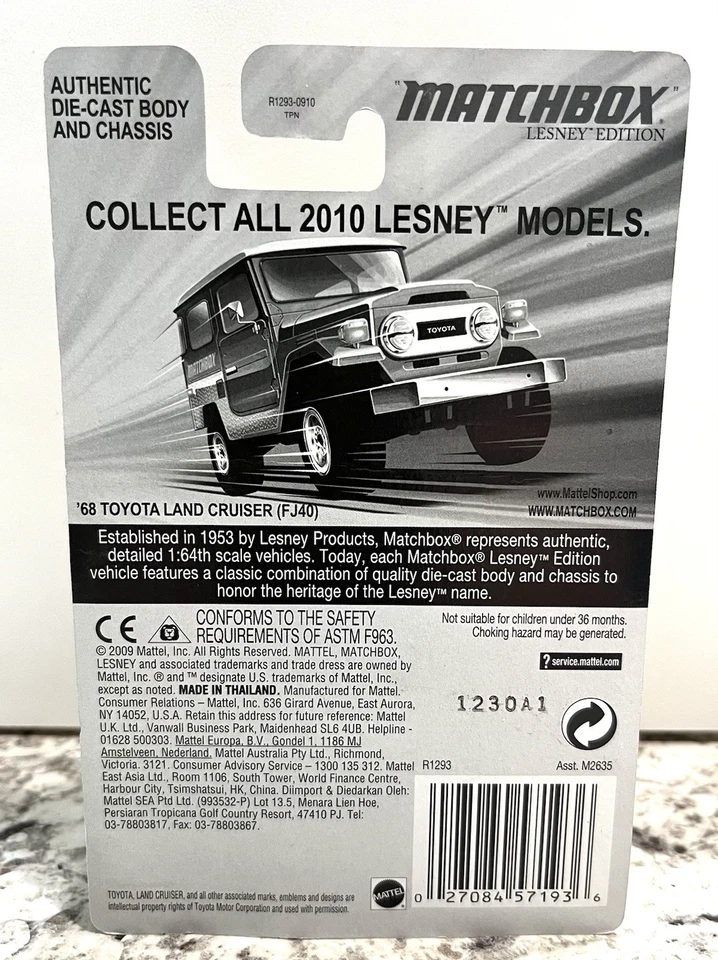 AUTHENTIC
DIE-CAST BODY
AND CHASSIS
R1293-0910
TPN
"MATCHBOX"®
LESNEY™ EDITION
COLLECT ALL 2010 LESNEY™ MODELS.
TOYOTA
MATCHBOX
'68 TOYOTA LAND CRUISER (FJ40)
www.MattelShop.com
WWW.MATCHBOX.COM
Established in 1953 by Lesney Products, Matchbox® represents authentic,
detailed 1:64th scale vehicles. Today, each Matchbox® Lesney™ Edition
vehicle features a classic combination of quality die-cast body and chassis to
honor the heritage of the Lesney™ name.
CE
CONFORMS TO THE SAFETY
REQUIREMENTS OF ASTM F963.
© 2009 Mattel, Inc. All Rights Reserved. MATTEL, MATCHBOX,
LESNEY and associated trademarks and trade dress are owned by
Mattel, Inc. ® and ™ designate U.S. trademarks of Mattel, Inc.,
except as noted. MADE IN THAILAND. Manufactured for Mattel.
Consumer Relations – Mattel, Inc. 636 Girard Avenue, East Aurora,
NY 14052, U.S.A. Retain this address for future reference: Mattel
U.K. Ltd., Vanwall Business Park, Maidenhead SL6 4UB. Helpline -
01628 500303. Mattel Europa, B.V., Gondel 1, 1186 MJ
Amstelveen, Nederland. Mattel Australia Pty Ltd., Richmond,
Victoria. 3121. Consumer Advisory Service – 1300 135 312. Mattel
East Asia Ltd., Room 1106, South Tower, World Finance Centre,
Harbour City, Tsimshatsui, HK, China. Diimport & Diedarkan Oleh:
Mattel SEA Ptd Ltd. (993532-P) Lot 13.5, Menara Lien Hoe,
Persiaran Tropicana Golf Country Resort, 47410 PJ. Tel:
03-78803817, Fax: 03-78803867.
Not suitable for children under 36 months.
Choking hazard may be generated.
? service.mattel.com
1230A1
R1293
Asst. M2635
TOYOTA, LAND CRUISER, and all other associated marks, emblems and designs are
intellectual property rights of Toyota Motor Corporation and used with permission.
MATTEL
0 27084 57193 6